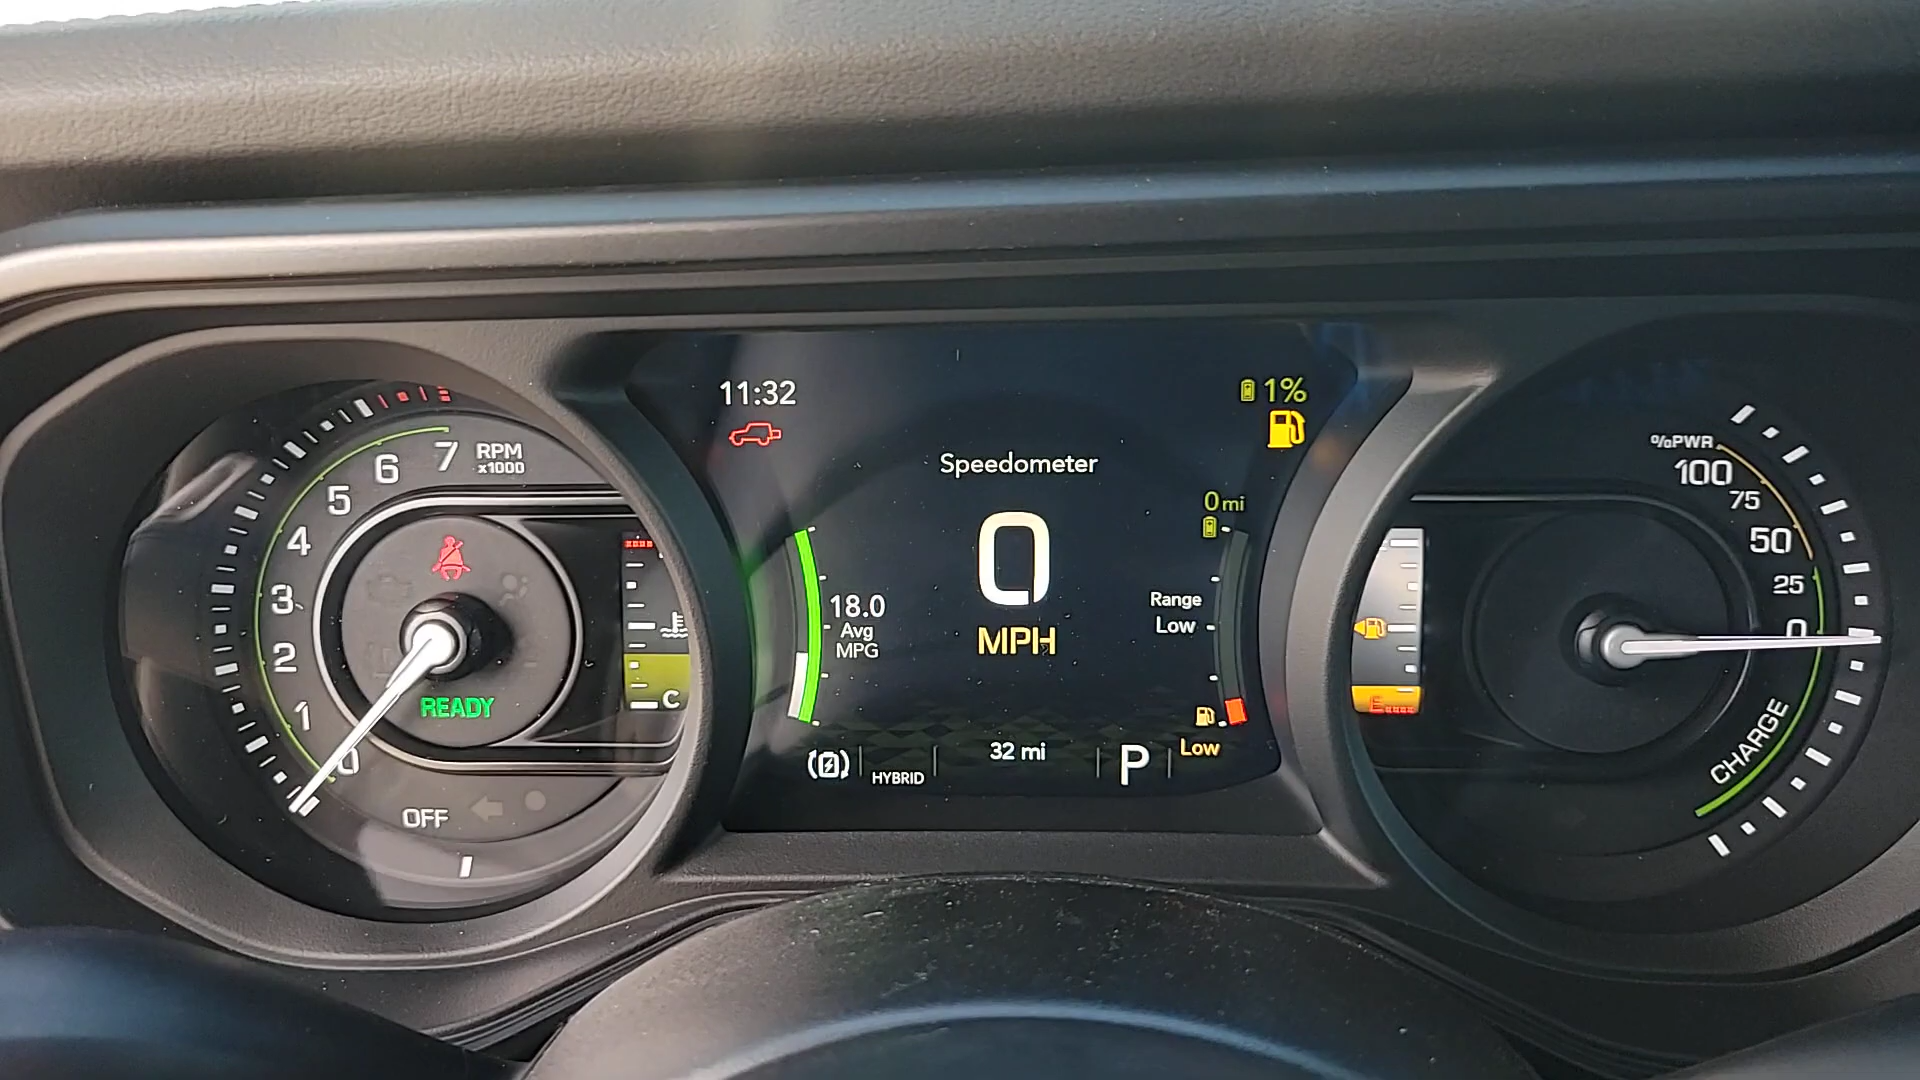 11:32
1%
Speedometer
0 mi
0
MPH
18.0
Avg
MPG
Range
Low
Low
HYBRID
32 mi
P
7
6
5
4
3
2
1
0
RPM
x1000
READY
C
OFF
%PWR
100
75
50
25
0
CHARGE
E